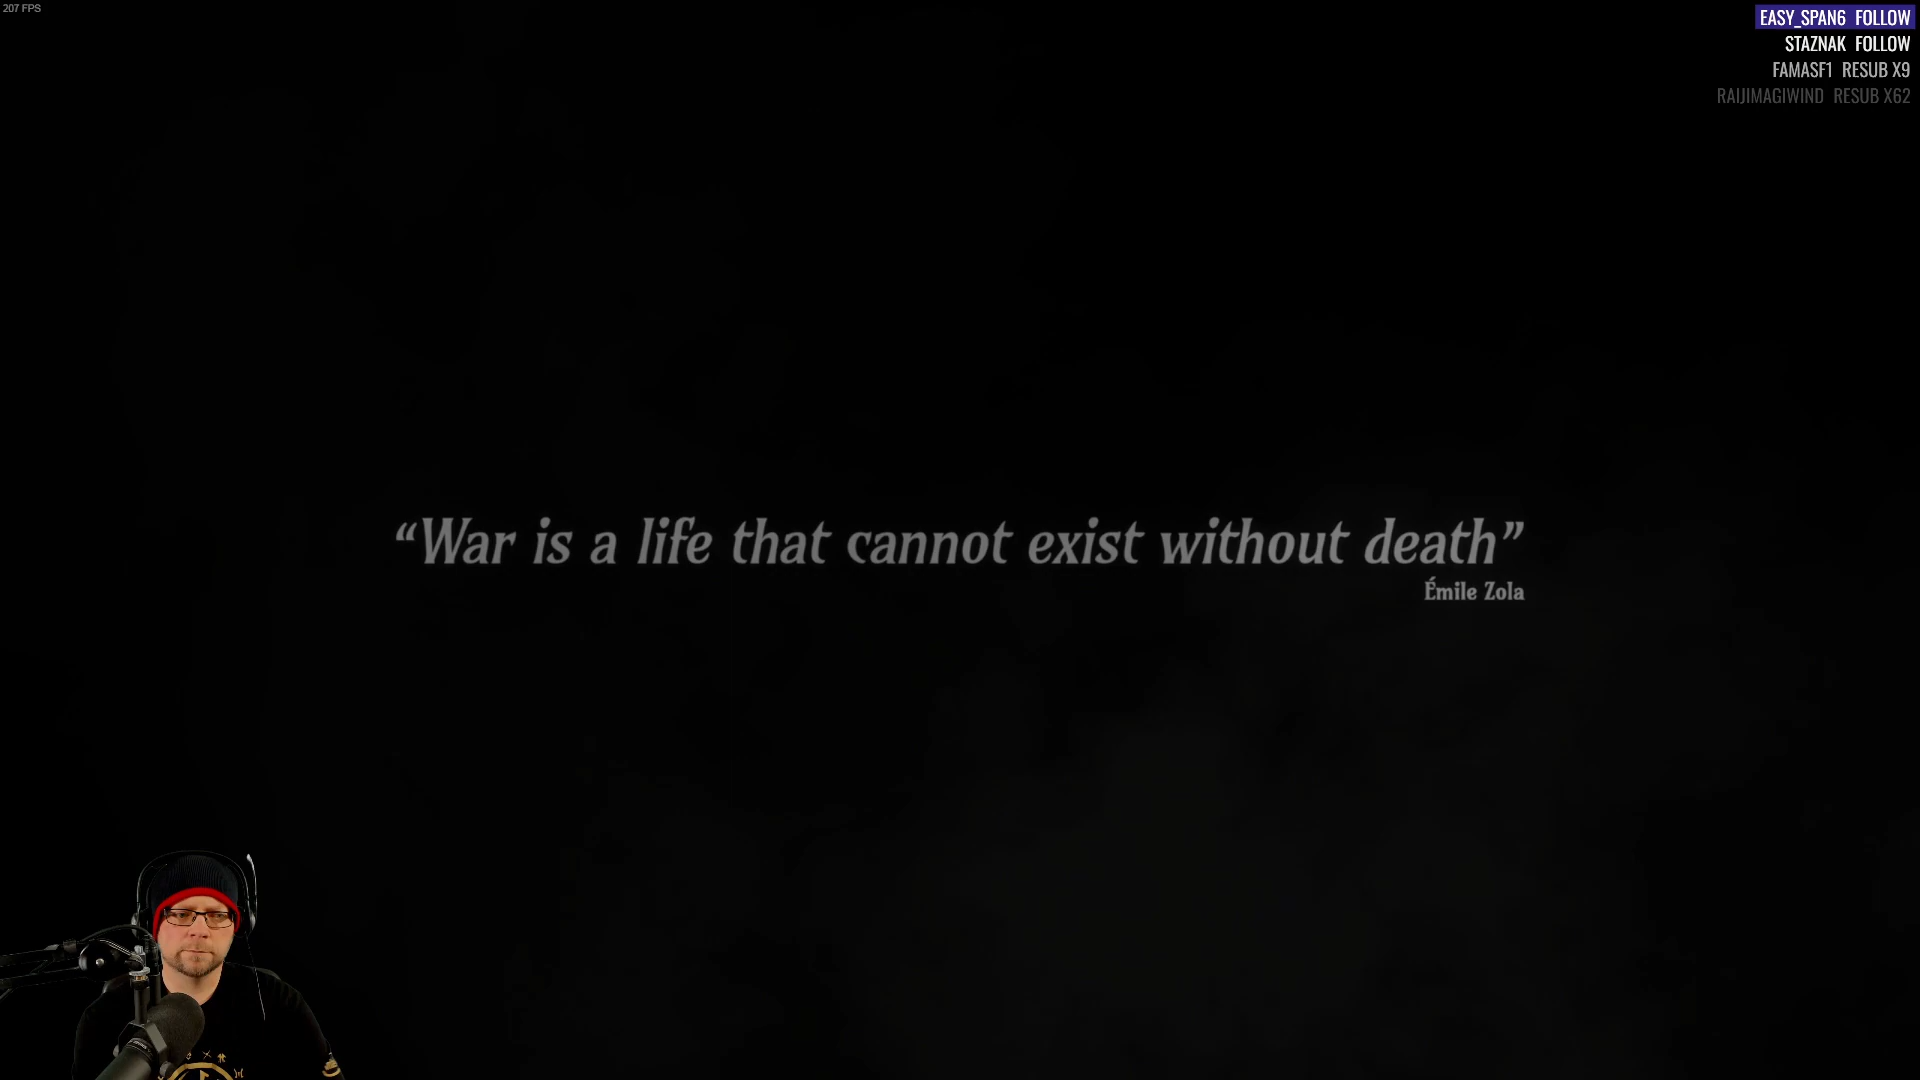 207 FPS
EASY_SPAN6 FOLLOW
STAZNAK FOLLOW
FAMASF1 RESUB X9
RAIJIMAGIWIND RESUB X62
“War is a life that cannot exist without death”
Émile Zola